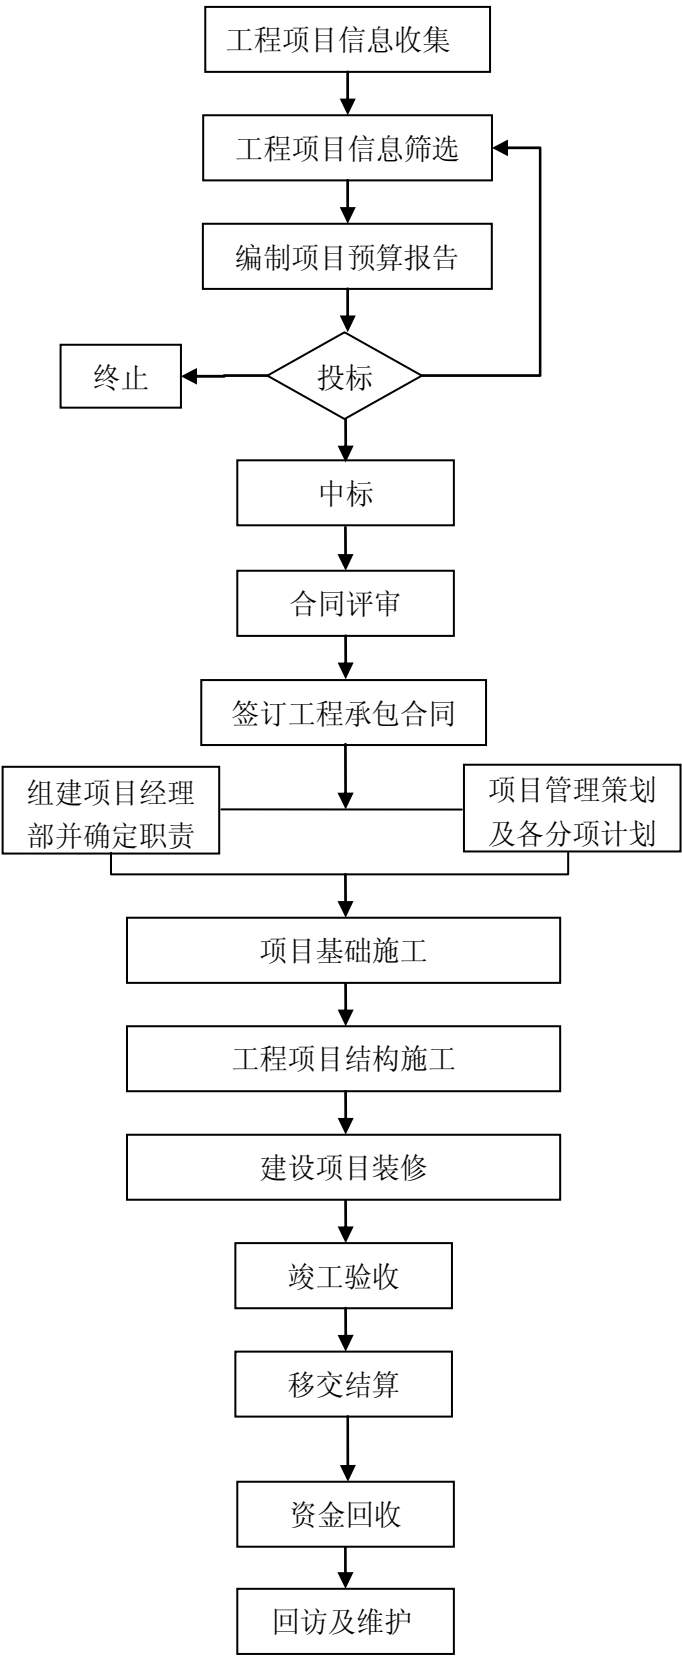 工程项目信息收集
工程项目信息筛选
编制项目预算报告
终止
投标
中标
合同评审
签订工程承包合同
组建项目经理
部并确定职责
项目管理策划
及各分项计划
项目基础施工
工程项目结构施工
建设项目装修
竣工验收
移交结算
资金回收
回访及维护